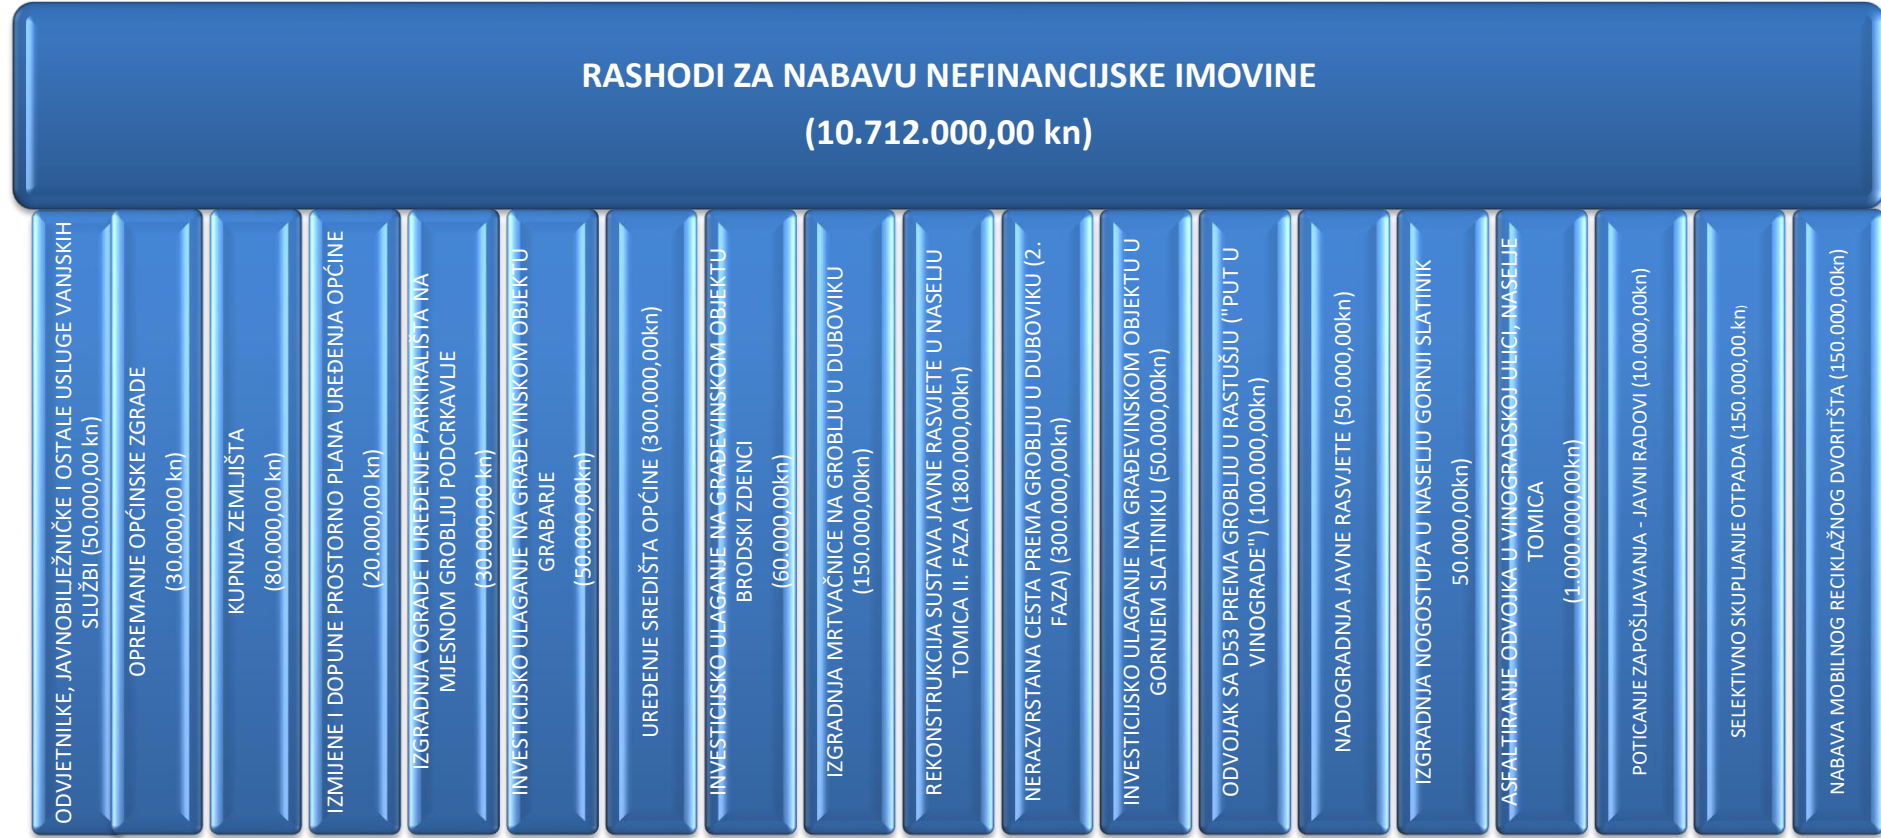 RASHODI ZA NABAVU NEFINANCIJSKE IMOVINE
(10.712.000,00 kn)
ODVJETNILKE, JAVNOBILJEŽNIČKE I OSTALE USLUGE VANJSKIH
SLUŽBI (50.000,00 kn)
OPREMANJE OPĆINSKE ZGRADE
(30.000,00 kn)
KUPNJA ZEMLJIŠTA
(80.000,00 kn)
IZMIJENE I DOPUNE PROSTORNO PLANA UREĐENJA OPĆINE
(20.000,00 kn)
IZGRADNJA OGRADE I UREĐENJE PARKIRALIŠTA NA
MJESNOM GROBLJU PODCRKAVLJE
(30.000,00 kn)
INVESTICIJSKO ULAGANJE NA GRAĐEVINSKOM OBJEKTU
GRABARJE
(50.000,00kn)
UREĐENJE SREDIŠTA OPĆINE (300.000,00kn)
INVESTICIJSKO ULAGANJE NA GRAĐEVINSKOM OBJEKTU
BRODSKI ZDENCI
(60.000,00kn)
IZGRADNJA MRTVAČNICE NA GROBLJU U DUBOVIKU
(150.000,00kn)
REKONSTRUKCIJA SUSTAVA JAVNE RASVJETE U NASELJU
TOMICA II. FAZA (180.000,00kn)
NERAZVRSTANA CESTA PREMA GROBLJU U DUBOVIKU (2.
FAZA) (300.000,00kn)
INVESTICIJSKO ULAGANJE NA GRAĐEVINSKOM OBJEKTU U
GORNJEM SLATINIKU (50.000,00kn)
ODVOJAK SA D53 PREMA GROBLJU U RASTUŠJU ("PUT U
VINOGRADE") (100.000,00kn)
NADOGRADNJA JAVNE RASVJETE (50.000,00kn)
IZGRADNJA NOGOSTUPA U NASELJU GORNJI SLATINIK
50.000,00kn)
ASFALTIRANJE ODVOJKA U VINOGRADSKOJ ULICI, NASELJE
TOMICA
(1.000.000,00kn)
POTICANJE ZAPOŠLJAVANJA - JAVNI RADOVI (10.000,00kn)
SELEKTIVNO SKUPLJANJE OTPADA (150.000,00.kn)
NABAVA MOBILNOG RECIKLAŽNOG DVORITŠTA (150.000,00kn)